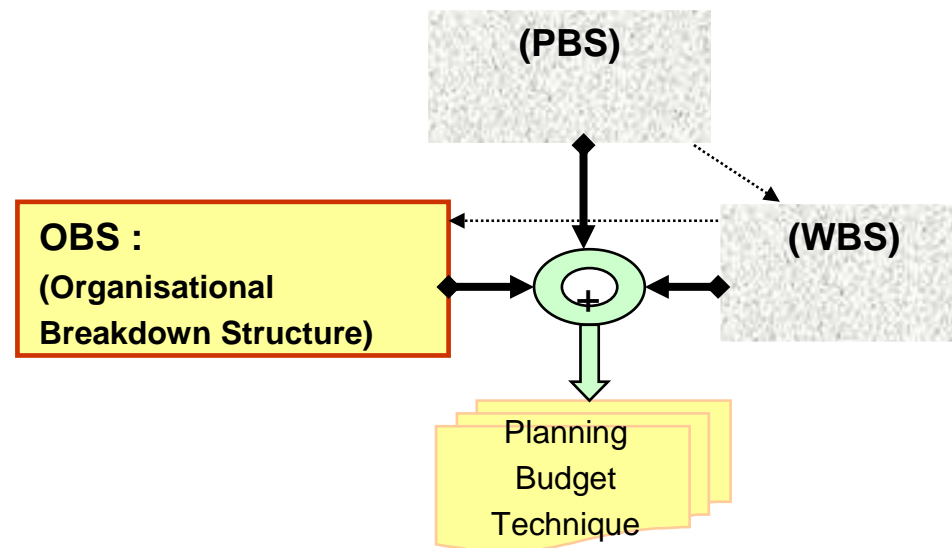 (PBS)
OBS :
(Organisational
Breakdown Structure)
(WBS)
+
Planning
Budget
Technique